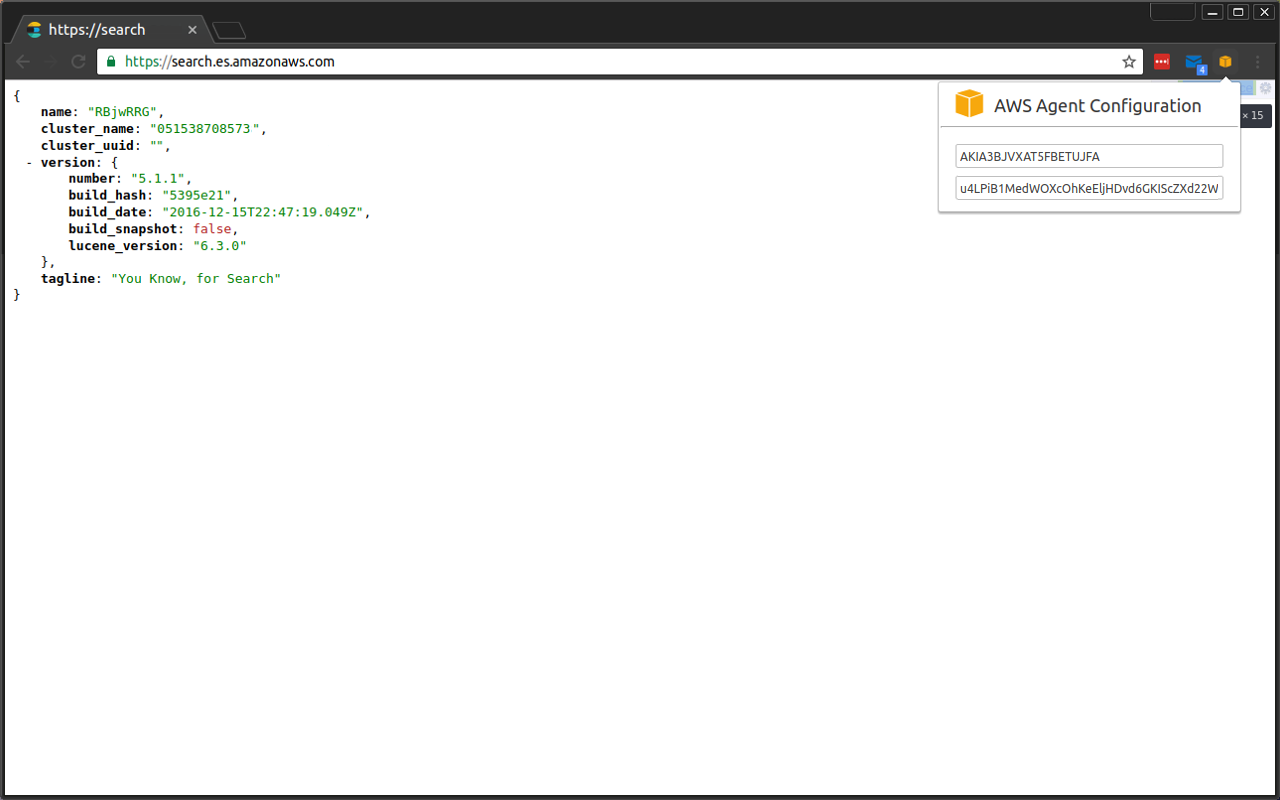 https://search
https://search.es.amazonaws.com
4
{
name: "RBjwRRG",
cluster_name: "051538708573",
cluster_uuid: "",
- version: {
number: "5.1.1",
build_hash: "5395e21",
build_date: "2016-12-15T22:47:19.049Z",
build_snapshot: false,
lucene_version: "6.3.0"
},
tagline: "You Know, for Search"
}
AWS Agent Configuration
AKIA3BJVXAT5FBETUJFA
u4LPiB1MedWOXcOhKeEljHDvd6GKIScZXd22W
× 15